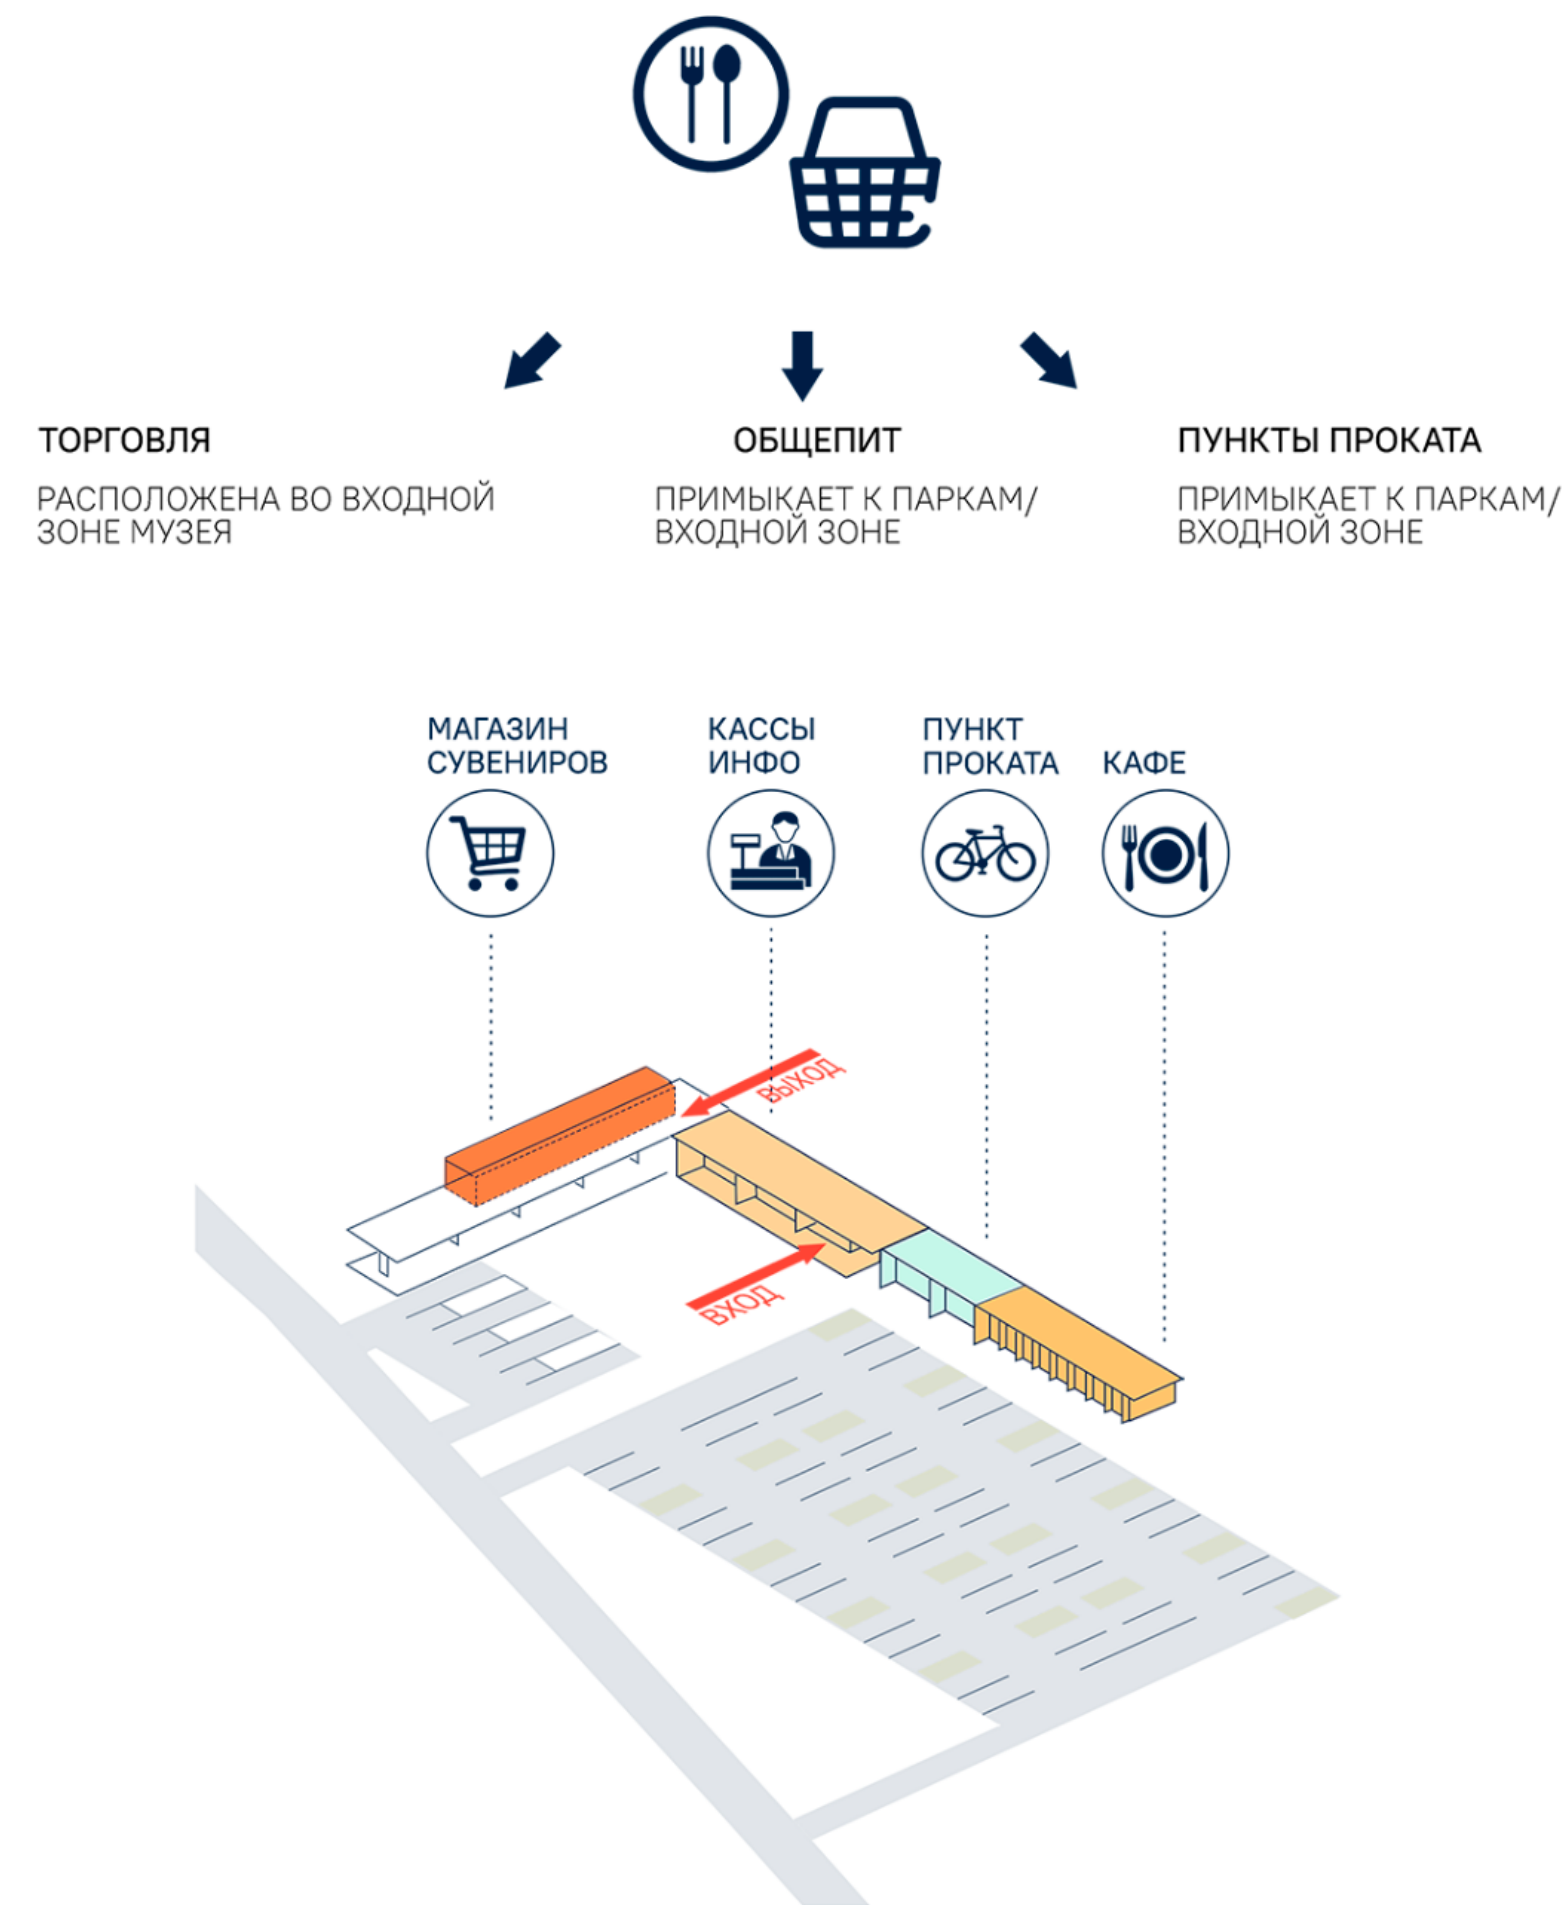 ТОРГОВЛЯ
РАСПОЛОЖЕНА ВО ВХОДНОЙ
ЗОНЕ МУЗЕЯ
ОБЩЕПИТ
ПРИМЫКАЕТ К ПАРКАМ/
ВХОДНОЙ ЗОНЕ
ПУНКТЫ ПРОКАТА
ПРИМЫКАЕТ К ПАРКАМ/
ВХОДНОЙ ЗОНЕ
МАГАЗИН
СУВЕНИРОВ
КАССЫ
ИНФО
ПУНКТ
ПРОКАТА
КАФЕ
ВЫХОД
ВХОД